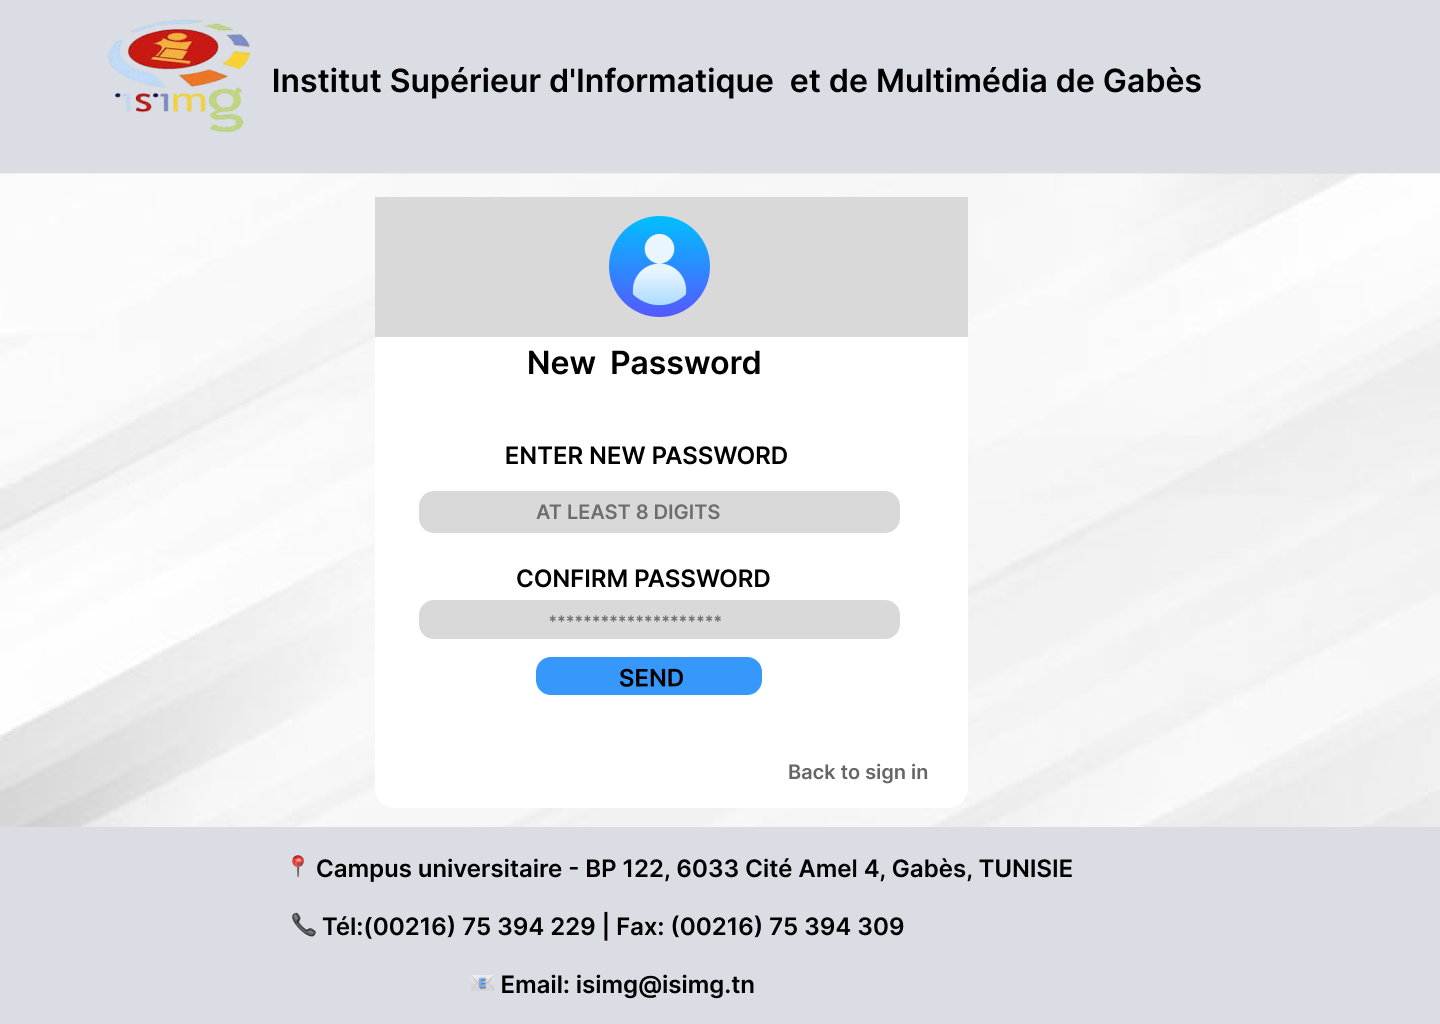 isimg
Institut Supérieur d'Informatique et de Multimédia de Gabès
New Password
ENTER NEW PASSWORD
AT LEAST 8 DIGITS
CONFIRM PASSWORD
********************
SEND
Back to sign in
Campus universitaire - BP 122, 6033 Cité Amel 4, Gabès, TUNISIE
Tél:(00216) 75 394 229 | Fax: (00216) 75 394 309
Email: isimg@isimg.tn